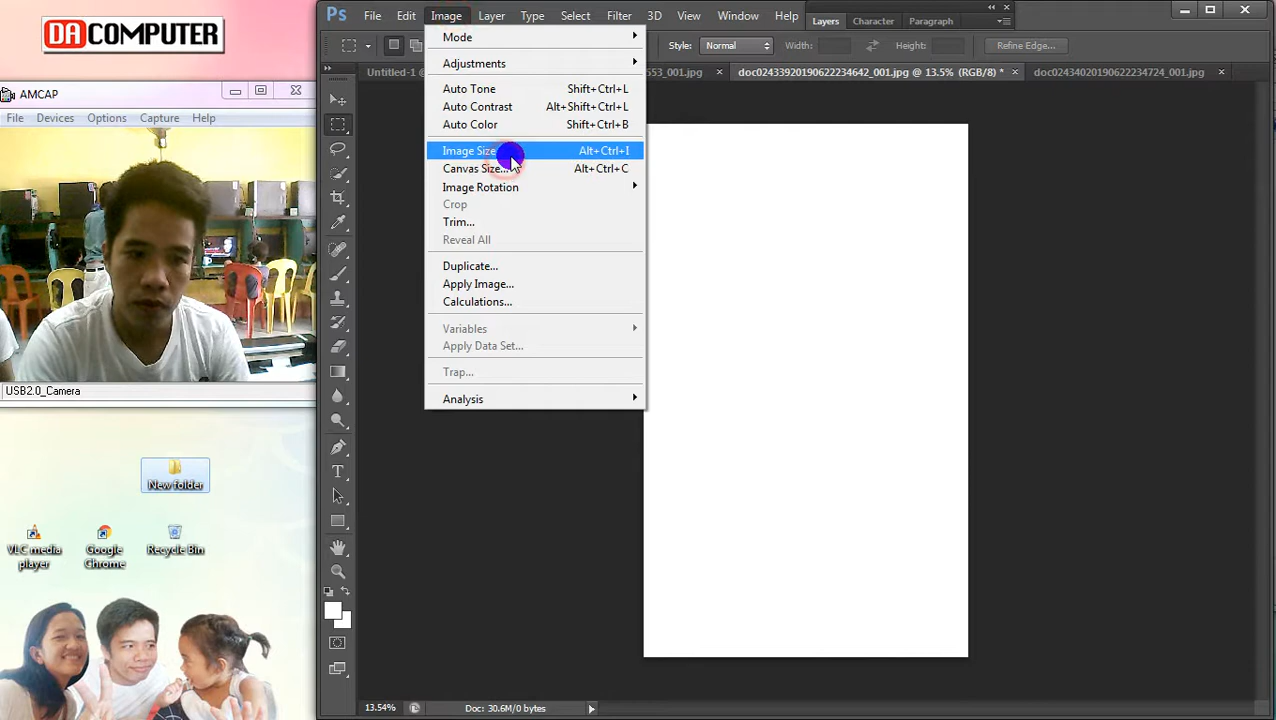 DACOMPUTER
AMCAP
File Devices Options Capture Help
USB2.0_Camera
New folder
VLC media player
Google Chrome
Recycle Bin
Ps File Edit Image Layer Type Select Filter 3D View Window Help
Layers Character Paragraph
Style: Normal Width: Height: Refine Edge...
Untitled-1 @ 553_001.jpg × doc02433920190622234642_001.jpg @ 13.5% (RGB/8) * × doc02434020190622234724_001.jpg ×
Mode
Adjustments
Auto Tone Shift+Ctrl+L
Auto Contrast Alt+Shift+Ctrl+L
Auto Color Shift+Ctrl+B
Image Size Alt+Ctrl+I
Canvas Size... Alt+Ctrl+C
Image Rotation
Crop
Trim...
Reveal All
Duplicate...
Apply Image...
Calculations...
Variables
Apply Data Set...
Trap...
Analysis
T
13.54% Doc: 30.6M/0 bytes